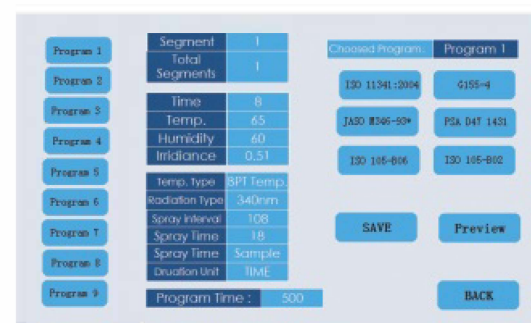 Program 1
Program 2
Program 3
Program 4
Program 5
Program 6
Program 7
Program 8
Program 9
Segment 1
Total Segments 1
Time 8
Temp. 65
Humidity 60
Irridiance 0.51
Temp. Type BPT Temp.
Radiation Type 340nm
Spray Interval 108
Spray Time 18
Spray Time Sample
Druation Unit TIME
Program Time : 500
Choosed Program. Program 1
ISO 11341:2004 G155-4
JASO M346-93* PSA D47 1431
ISO 105-B06 ISO 105-B02
SAVE Preview
BACK